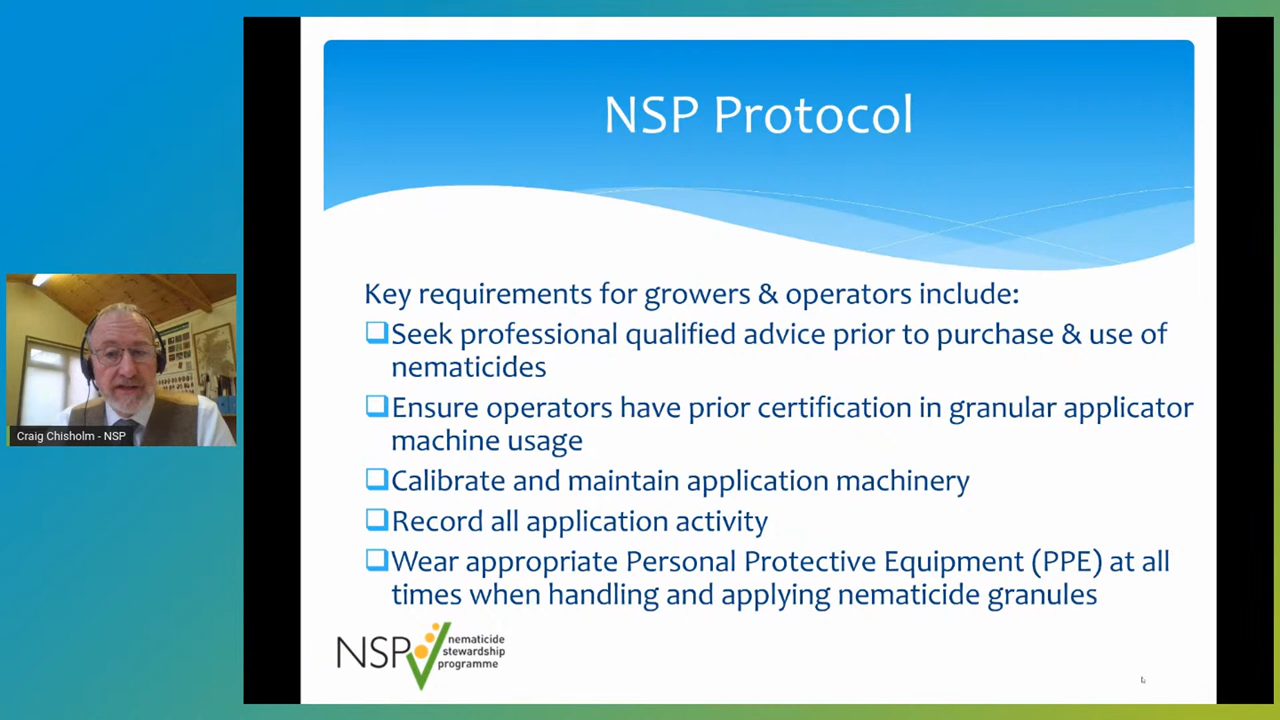 NSP Protocol
Key requirements for growers & operators include:
Seek professional qualified advice prior to purchase & use of
nematicides
Ensure operators have prior certification in granular applicator
machine usage
Calibrate and maintain application machinery
Record all application activity
Wear appropriate Personal Protective Equipment (PPE) at all
times when handling and applying nematicide granules
NSP
nematicide
stewardship
programme
Craig Chisholm - NSP